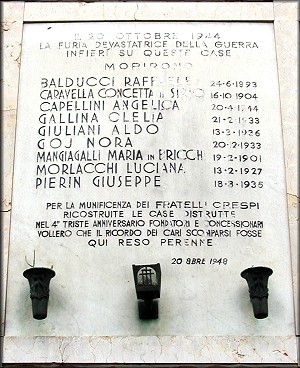 IL 20 OTTOBRE 1944
LA FURIA DEVASTATRICE DELLA GUERRA
INFIERÌ SU QUESTE CASE
MORIRONO
BALDUCCI RAFFAELE 24-6-1893
CARAVELLA CONCETTA IN SIRNO 16-10-1904
CAPELLINI ANGELICA 20-4-1844
GALLINA CLELIA 21-2-1933
GIULIANI ALDO 13-3-1926
GOJ NORA 20-12-1933
MANGIAGALLI MARIA IN BRICCHI 19-2-1901
MORLACCHI LUCIANA 13-2-1927
PIERIN GIUSEPPE 18-3-1935
PER LA MUNIFICENZA DEI FRATELLI CRESPI
RICOSTRUITE LE CASE DISTRUTTE
NEL 4° TRISTE ANNIVERSARIO FONDATORI E CONCESSIONARI
VOLLERO CHE IL RICORDO DEI CARI SCOMPARSI FOSSE
QUI RESO PERENNE
20 8BRE 1948